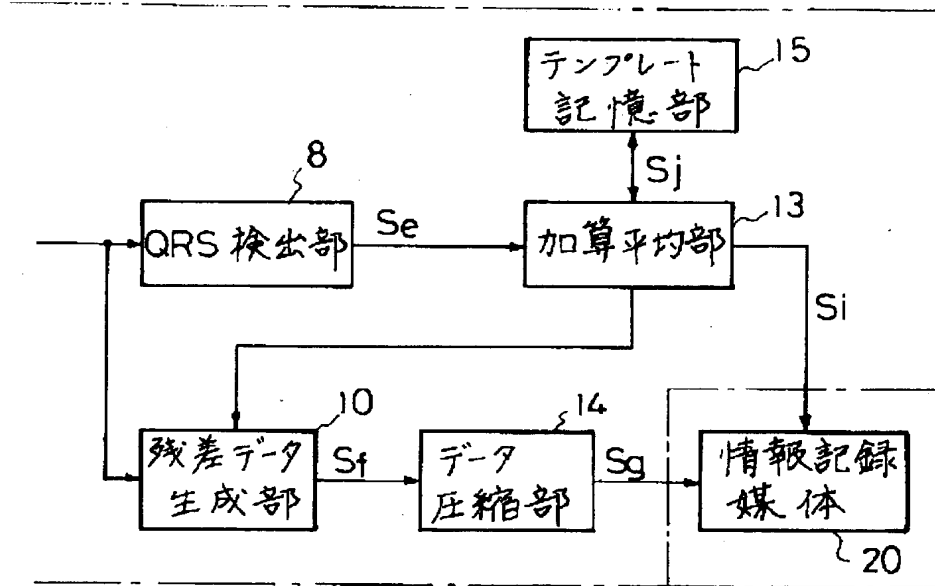 テンプレート
記憶部
15
8
Sj
QRS 検出部
Se
加算平均部
13
Si
残差データ
生成部
10
Sf
データ
圧縮部
14
Sg
情報記録
媒体
20